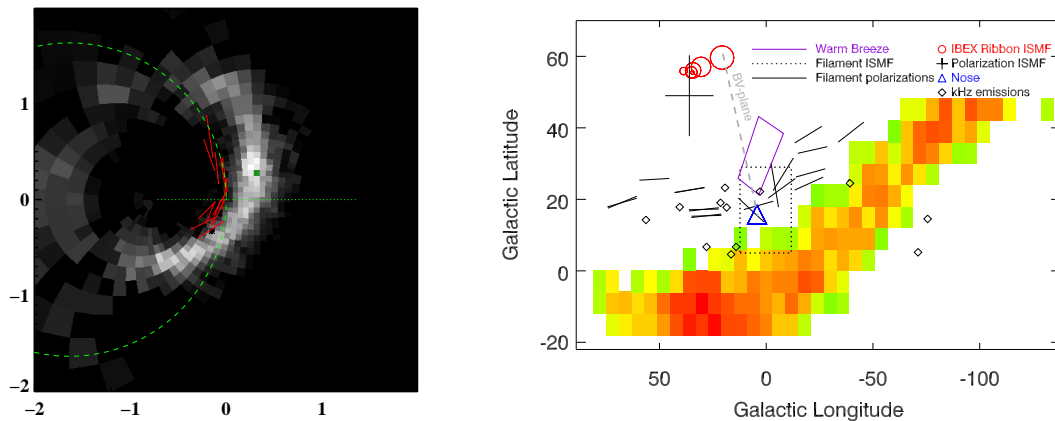 1
0
−1
−2
−2
−1
0
1
Warm Breeze
Filament ISMF
Filament polarizations
IBEX Ribbon ISMF
Polarization ISMF
Nose
kHz emissions
BV-plane
60
40
20
0
-20
Galactic Latitude
50
0
-50
-100
Galactic Longitude